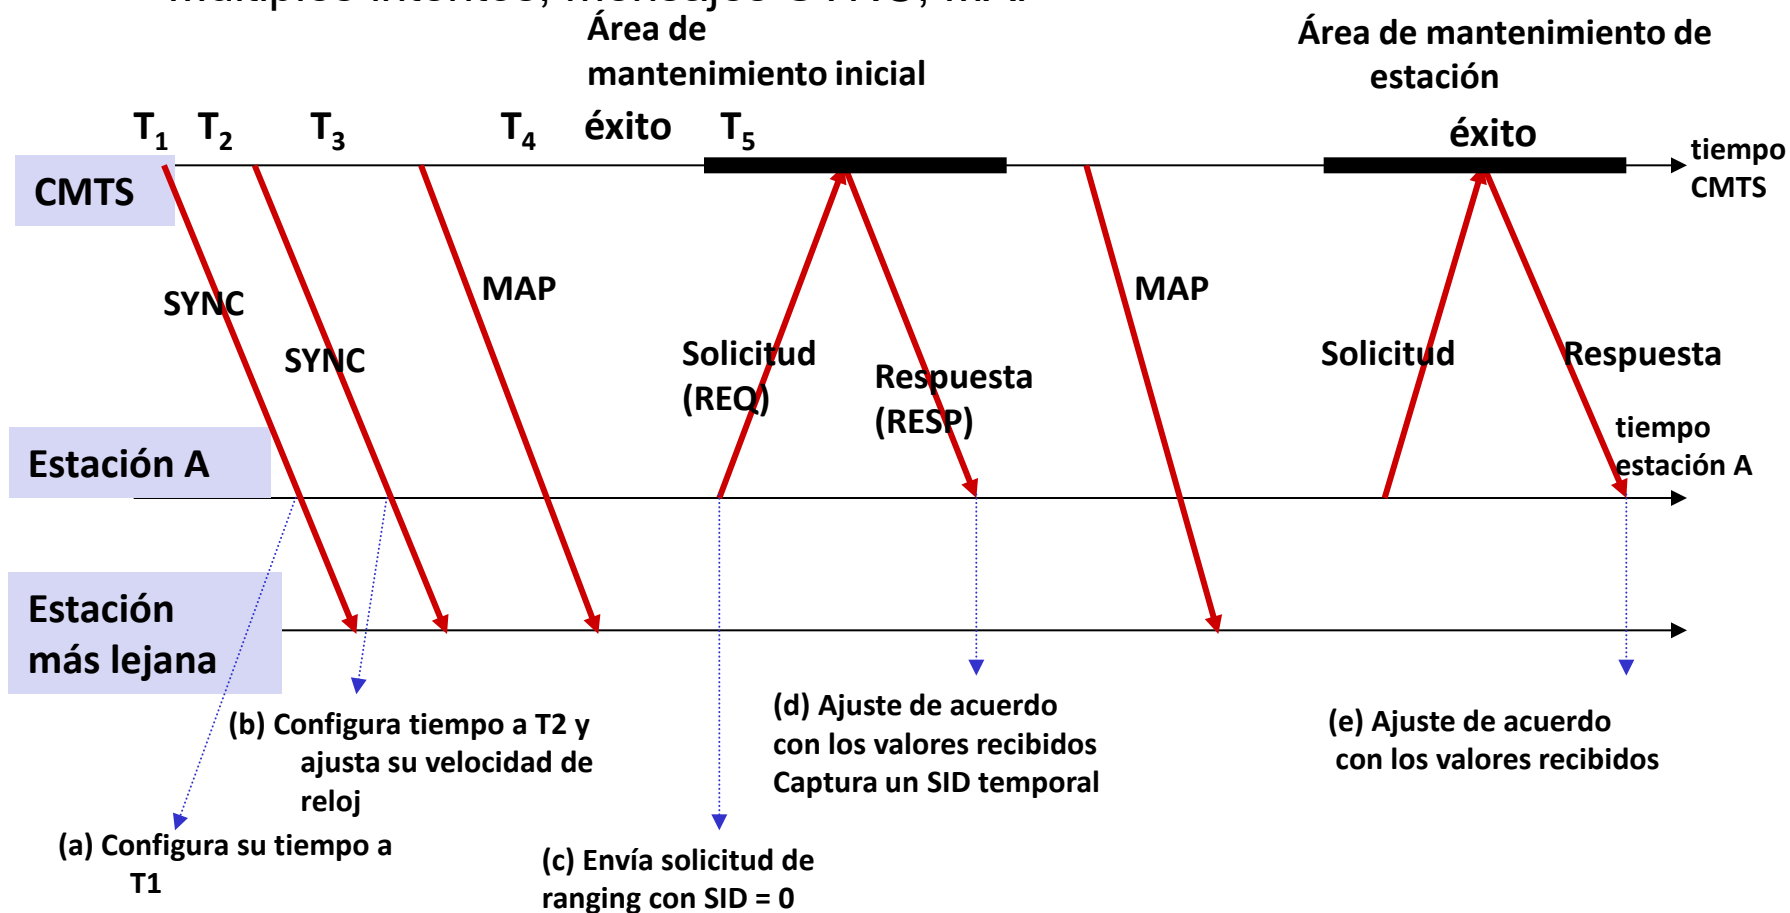 Área de
mantenimiento inicial
Área de mantenimiento de
estación
T1 T2 T3 T4 éxito T5
éxito
tiempo
CMTS
CMTS
SYNC
SYNC
MAP
Solicitud
(REQ)
Respuesta
(RESP)
MAP
Solicitud
Respuesta
tiempo
estación A
Estación A
Estación
más lejana
(a) Configura su tiempo a
T1
(b) Configura tiempo a T2 y
ajusta su velocidad de
reloj
(c) Envía solicitud de
ranging con SID = 0
(d) Ajuste de acuerdo
con los valores recibidos
Captura un SID temporal
(e) Ajuste de acuerdo
con los valores recibidos